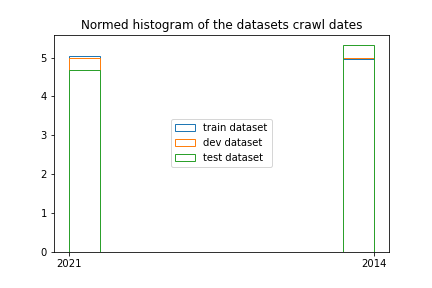 Normed histogram of the datasets crawl dates
5
4
3
2
1
0
train dataset
dev dataset
test dataset
2021 2014